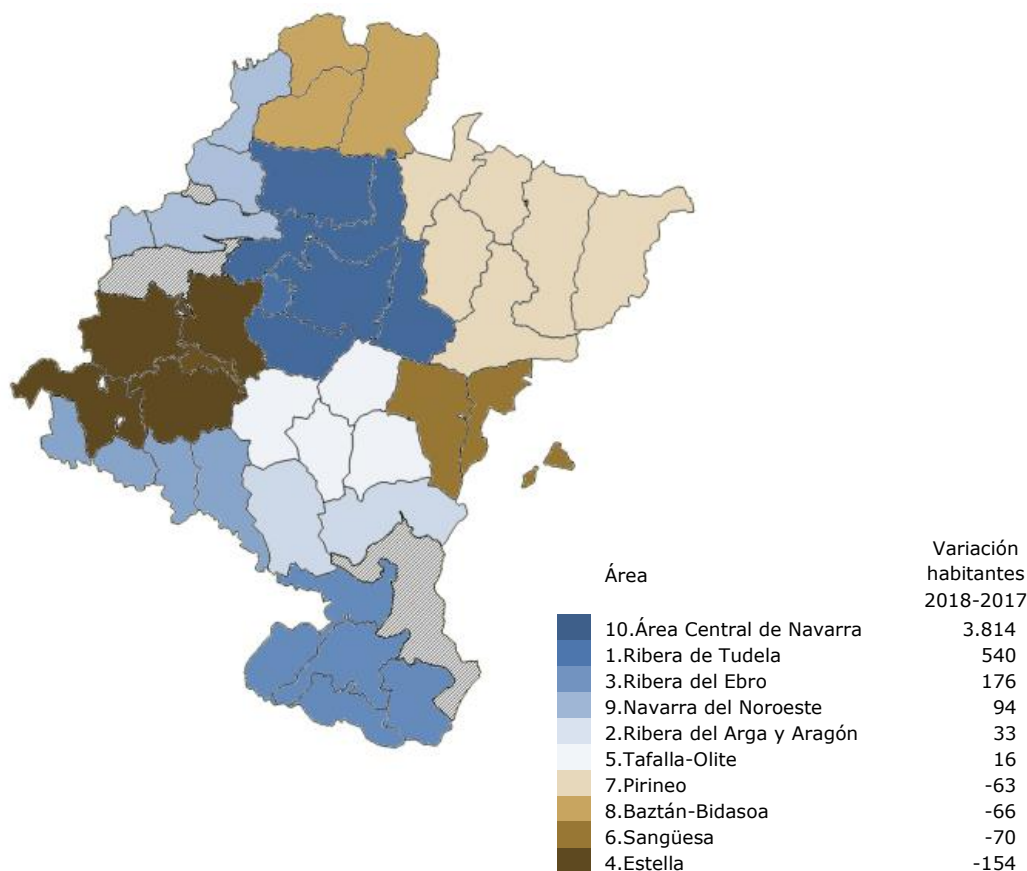 Área
Variación
habitantes
2018-2017
10.Área Central de Navarra 3.814
1.Ribera de Tudela 540
3.Ribera del Ebro 176
9.Navarra del Noroeste 94
2.Ribera del Arga y Aragón 33
5.Tafalla-Olite 16
7.Pirineo -63
8.Baztán-Bidasoa -66
6.Sangüesa -70
4.Estella -154